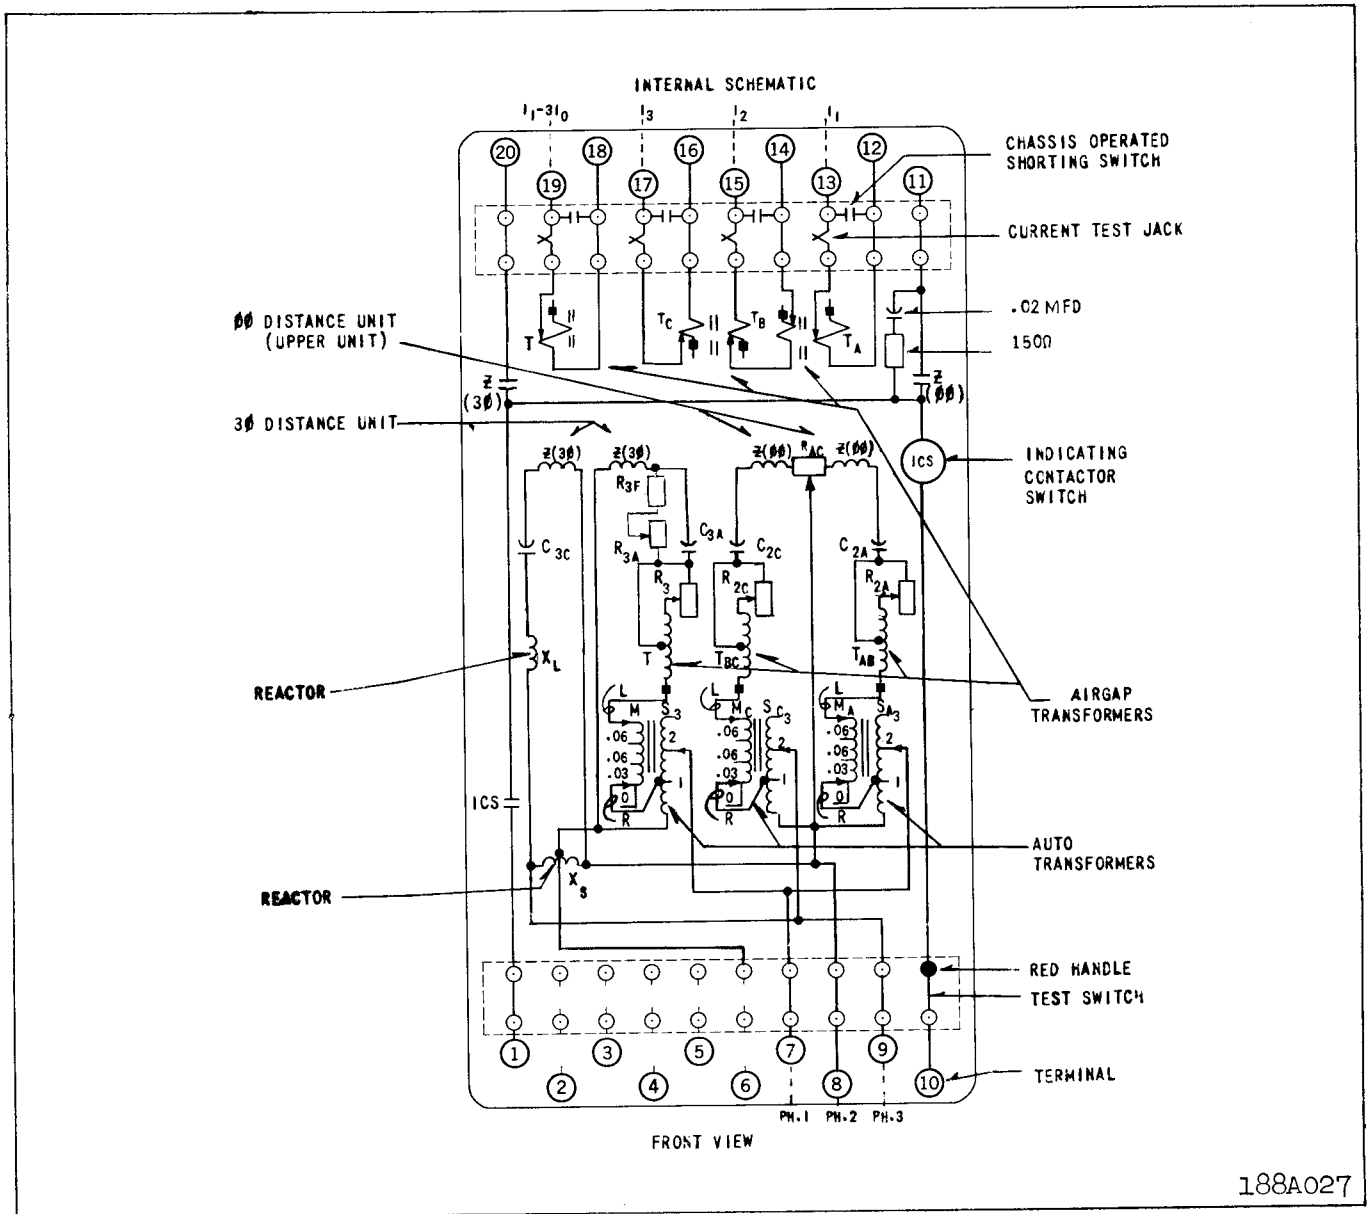 INTERNAL SCHEMATIC
I1-3I0 I3 I2 I1
20 18 16 14 12
19 17 15 13 11
CHASSIS OPERATED
SHORTING SWITCH
CURRENT TEST JACK
.02 MFD
150Ω
ØØ DISTANCE UNIT
(UPPER UNIT)
T TC TB TA
Z
(3Ø)
Z
(ØØ)
3Ø DISTANCE UNIT
Z(3Ø) Z(3Ø) Z(ØØ) RAC Z(ØØ)
ICS
INDICATING
CONTACTOR
SWITCH
R3F
C3C R3A C3A C2C C2A
R3 R2C R2A
XL T TBC TAB
REACTOR
AIRGAP
TRANSFORMERS
L L L
M S3 MC SC3 MA SA3
.06 2 .06 2 .06 2
.06 .06 .06
.03 1 .03 1 .03 1
0 0 0
R R R
ICS
AUTO
TRANSFORMERS
XS
REACTOR
RED HANDLE
TEST SWITCH
1 3 5 7 9
2 4 6 8 10
TERMINAL
PH.1 PH.2 PH.3
FRONT VIEW
188A027